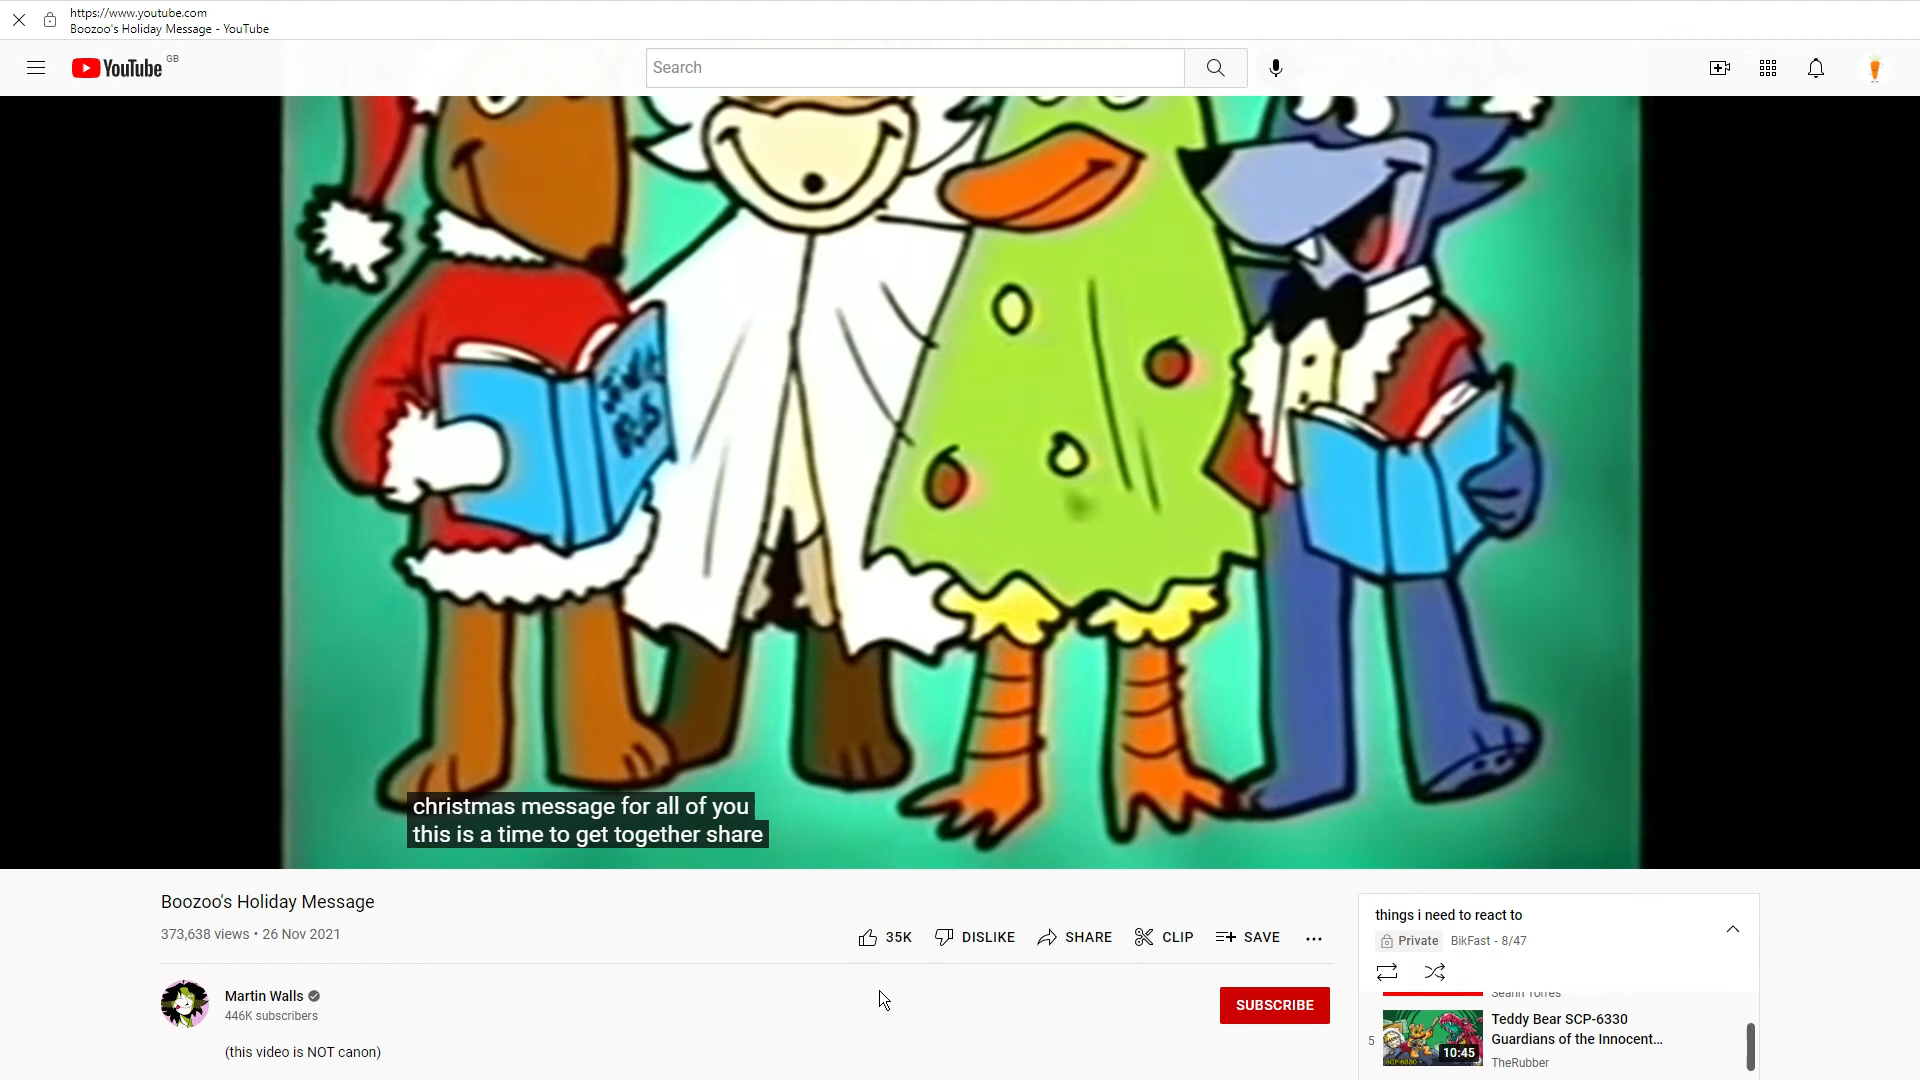 https://www.youtube.com
Boozoo's Holiday Message - YouTube
YouTube GB
Search
christmas message for all of you
this is a time to get together share
Boozoo's Holiday Message
373,638 views • 26 Nov 2021
35K DISLIKE SHARE CLIP SAVE
Martin Walls
446K subscribers
SUBSCRIBE
(this video is NOT canon)
things i need to react to
Private BikFast - 8/47
Seann Torres
5
Teddy Bear SCP-6330
Guardians of the Innocent...
10:45
TheRubber